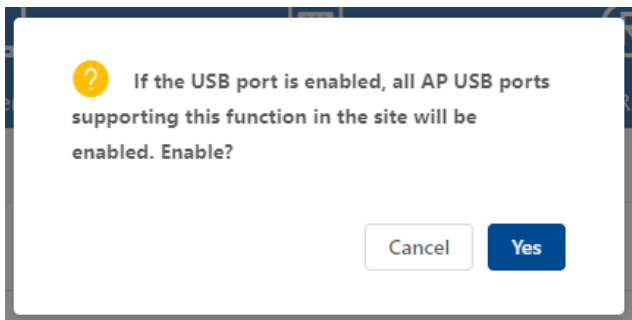 If the USB port is enabled, all AP USB ports
supporting this function in the site will be
enabled. Enable?
Cancel
Yes